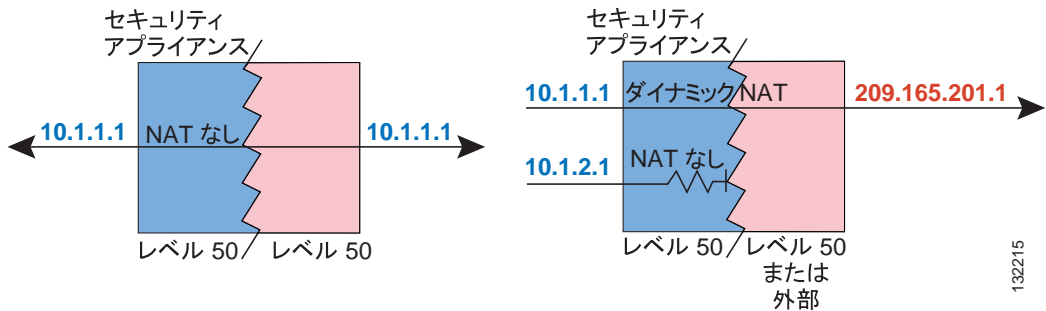 セキュリティ
アプライアンス
10.1.1.1 NAT なし 10.1.1.1
レベル 50 レベル 50
セキュリティ
アプライアンス
10.1.1.1 ダイナミック NAT 209.165.201.1
10.1.2.1 NAT なし
レベル 50 レベル 50
または
外部
132215